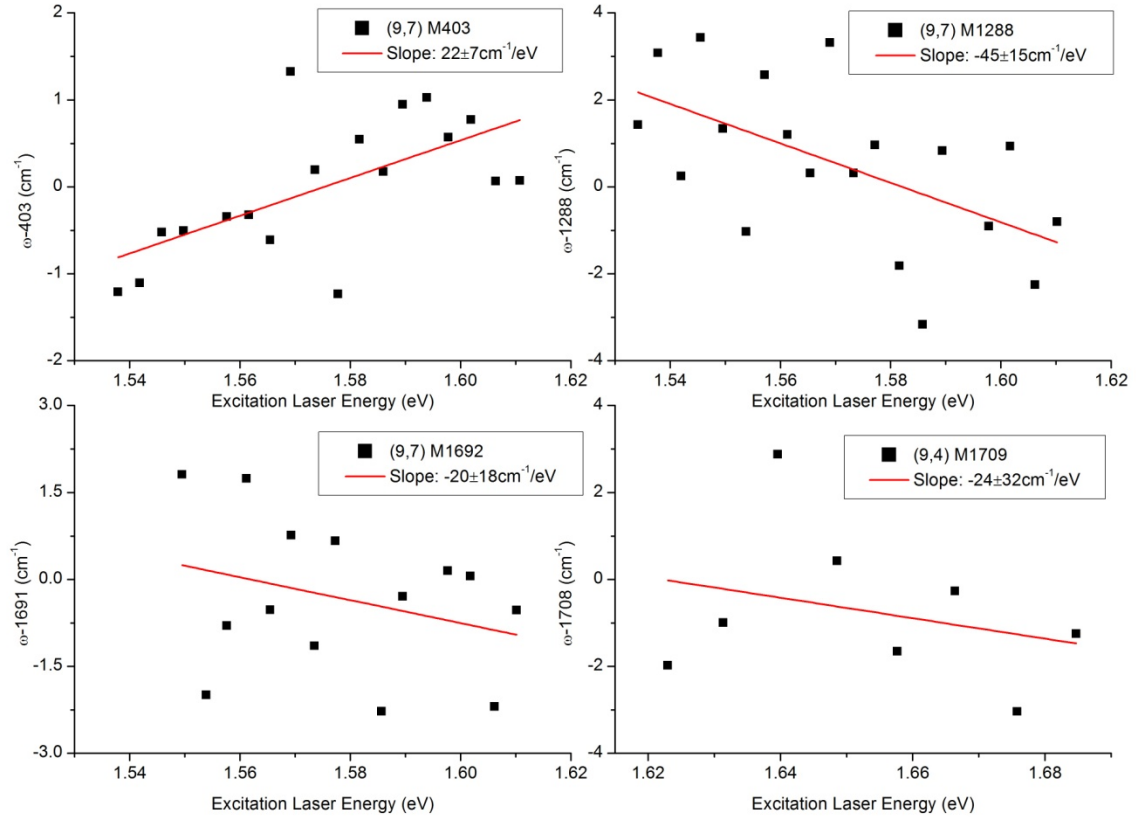 (9,7) M403
Slope: 22±7cm⁻¹/eV
2
1
0
-1
-2
ω-403 (cm⁻¹)
1.54
1.56
1.58
1.60
1.62
Excitation Laser Energy (eV)
(9,7) M1288
Slope: -45±15cm⁻¹/eV
4
2
0
-2
-4
ω-1288 (cm⁻¹)
1.54
1.56
1.58
1.60
1.62
Excitation Laser Energy (eV)
(9,7) M1692
Slope: -20±18cm⁻¹/eV
3.0
1.5
0.0
-1.5
-3.0
ω-1691 (cm⁻¹)
1.54
1.56
1.58
1.60
1.62
Excitation Laser Energy (eV)
(9,4) M1709
Slope: -24±32cm⁻¹/eV
4
2
0
-2
-4
ω-1708 (cm⁻¹)
1.62
1.64
1.66
1.68
Excitation Laser Energy (eV)